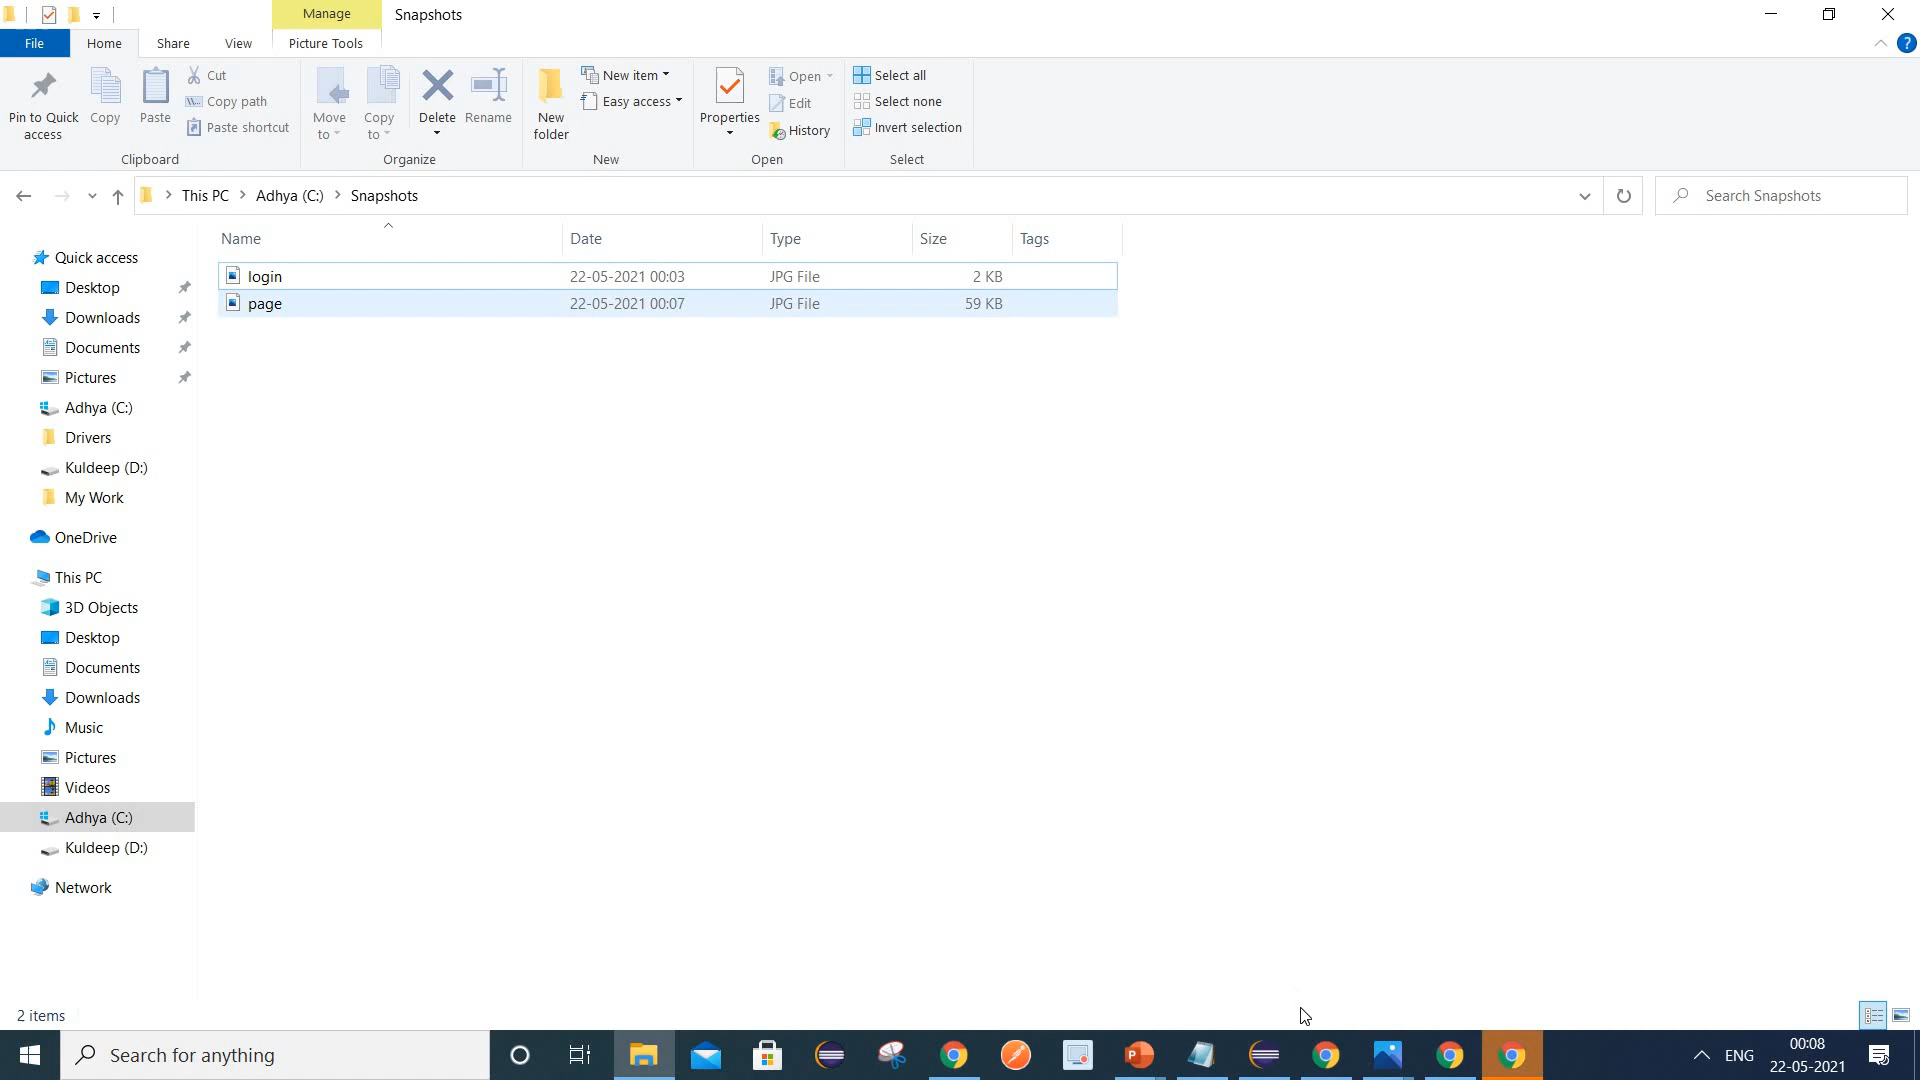 Manage
Snapshots
File
Home
Share
View
Picture Tools
Pin to Quick access
Copy
Paste
Cut
Copy path
Paste shortcut
Clipboard
Move to
Copy to
Delete
Rename
Organize
New folder
New item
Easy access
New
Properties
Open
Edit
History
Open
Select all
Select none
Invert selection
Select
This PC
Adhya (C:)
Snapshots
Search Snapshots
Name
Date
Type
Size
Tags
login
22-05-2021 00:03
JPG File
2 KB
page
22-05-2021 00:07
JPG File
59 KB
Quick access
Desktop
Downloads
Documents
Pictures
Adhya (C:)
Drivers
Kuldeep (D:)
My Work
OneDrive
This PC
3D Objects
Desktop
Documents
Downloads
Music
Pictures
Videos
Adhya (C:)
Kuldeep (D:)
Network
2 items
Search for anything
ENG
00:08
22-05-2021